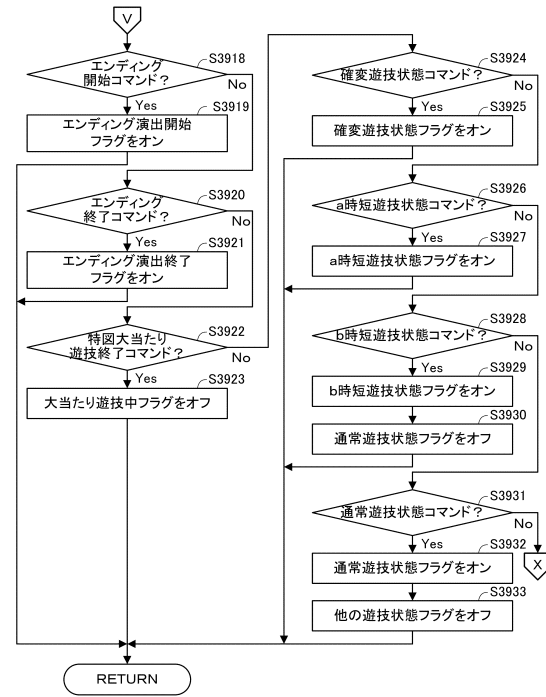 V
エンディング
開始コマンド？
S3918
No
Yes
S3919
エンディング演出開始
フラグをオン
エンディング
終了コマンド？
S3920
No
Yes
S3921
エンディング演出終了
フラグをオン
特図大当たり
遊技終了コマンド？
S3922
No
Yes
S3923
大当たり遊技中フラグをオフ
確変遊技状態コマンド？
S3924
No
Yes
S3925
確変遊技状態フラグをオン
a時短遊技状態コマンド？
S3926
No
Yes
S3927
a時短遊技状態フラグをオン
b時短遊技状態コマンド？
S3928
No
Yes
S3929
b時短遊技状態フラグをオン
S3930
通常遊技状態フラグをオフ
通常遊技状態コマンド？
S3931
No
X
Yes
S3932
通常遊技状態フラグをオン
S3933
他の遊技状態フラグをオフ
RETURN